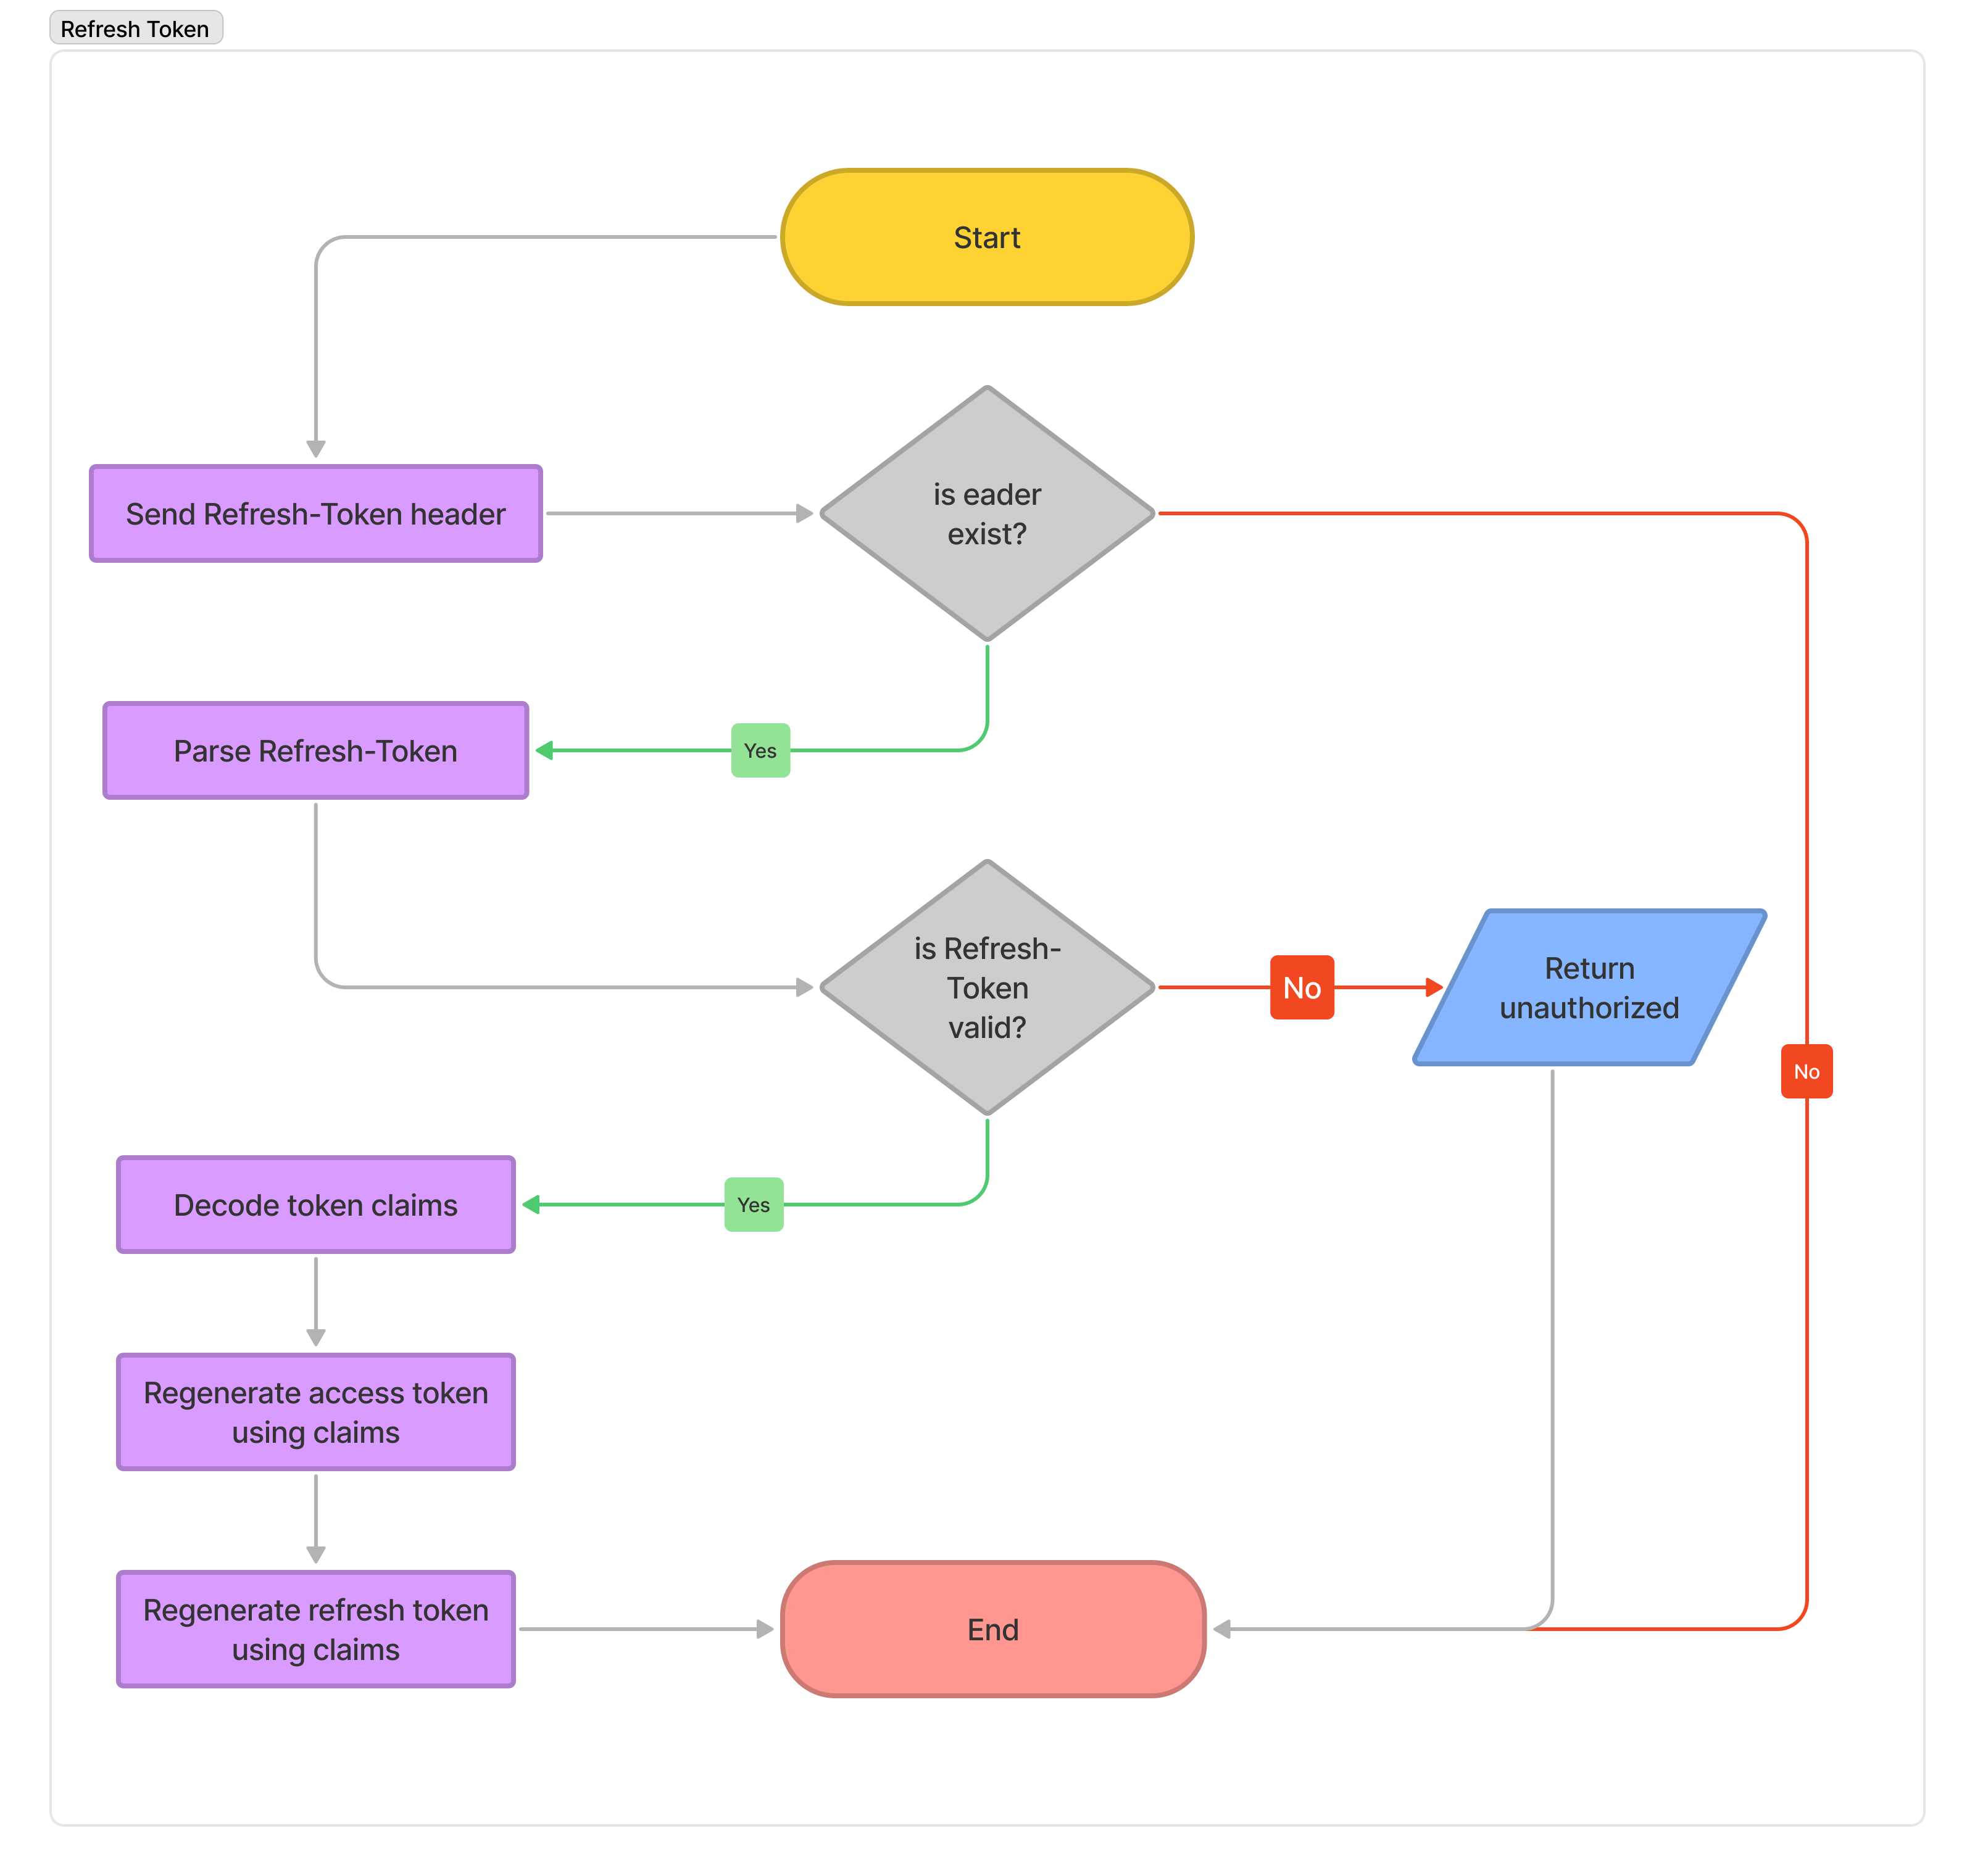 Refresh Token
Start
Send Refresh-Token header
is eader
exist?
Parse Refresh-Token
Yes
is Refresh-
Token
valid?
No
Return
unauthorized
No
Decode token claims
Yes
Regenerate access token
using claims
Regenerate refresh token
using claims
End